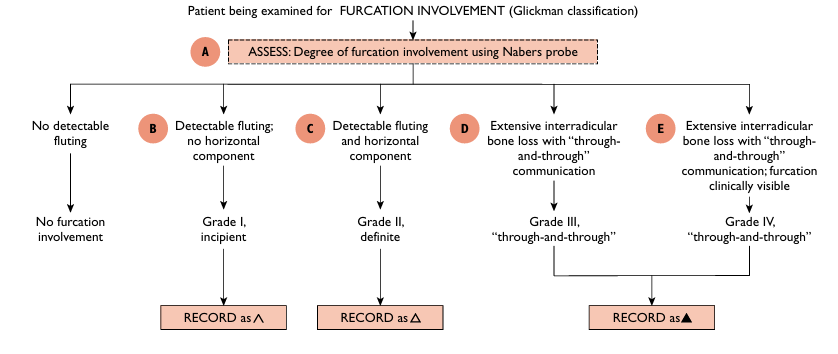 Patient being examined for FURCATION INVOLVEMENT (Glickman classification)
A
ASSESS: Degree of furcation involvement using Nabers probe
No detectable
fluting
B
Detectable fluting;
no horizontal
component
C
Detectable fluting
and horizontal
component
D
Extensive interradicular
bone loss with “through-
and-through”
communication
E
Extensive interradicular
bone loss with “through-
and-through”
communication; furcation
clinically visible
No furcation
involvement
Grade I,
incipient
Grade II,
definite
Grade III,
“through-and-through”
Grade IV,
“through-and-through”
RECORD as ∧
RECORD as △
RECORD as ▲